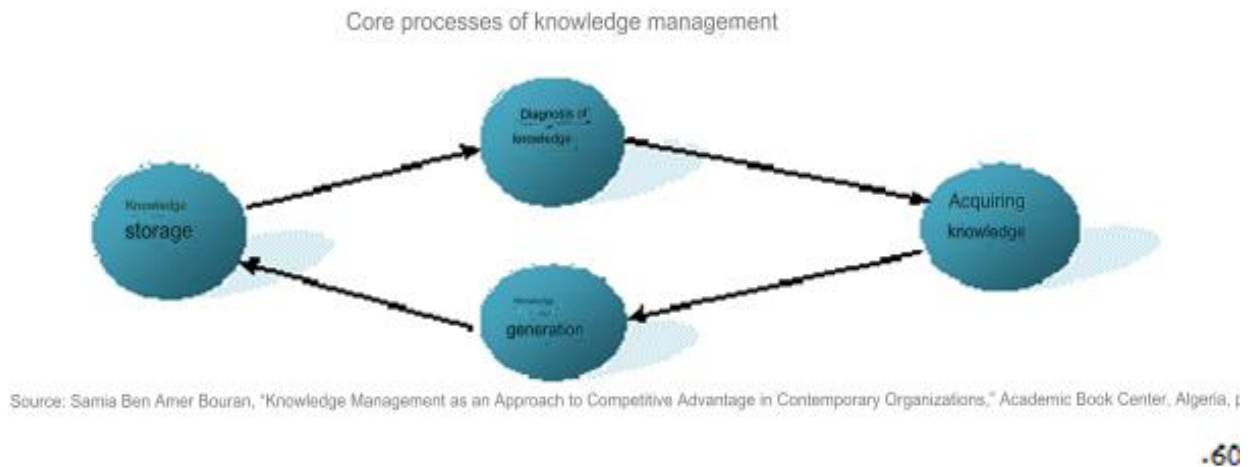 Core processes of knowledge management
Diagnosis of
knowledge
Knowledge
storage
Acquiring
knowledge
Knowledge
generation
Source: Samia Ben Amer Bouran, "Knowledge Management as an Approach to Competitive Advantage in Contemporary Organizations," Academic Book Center, Algeria, p
.60